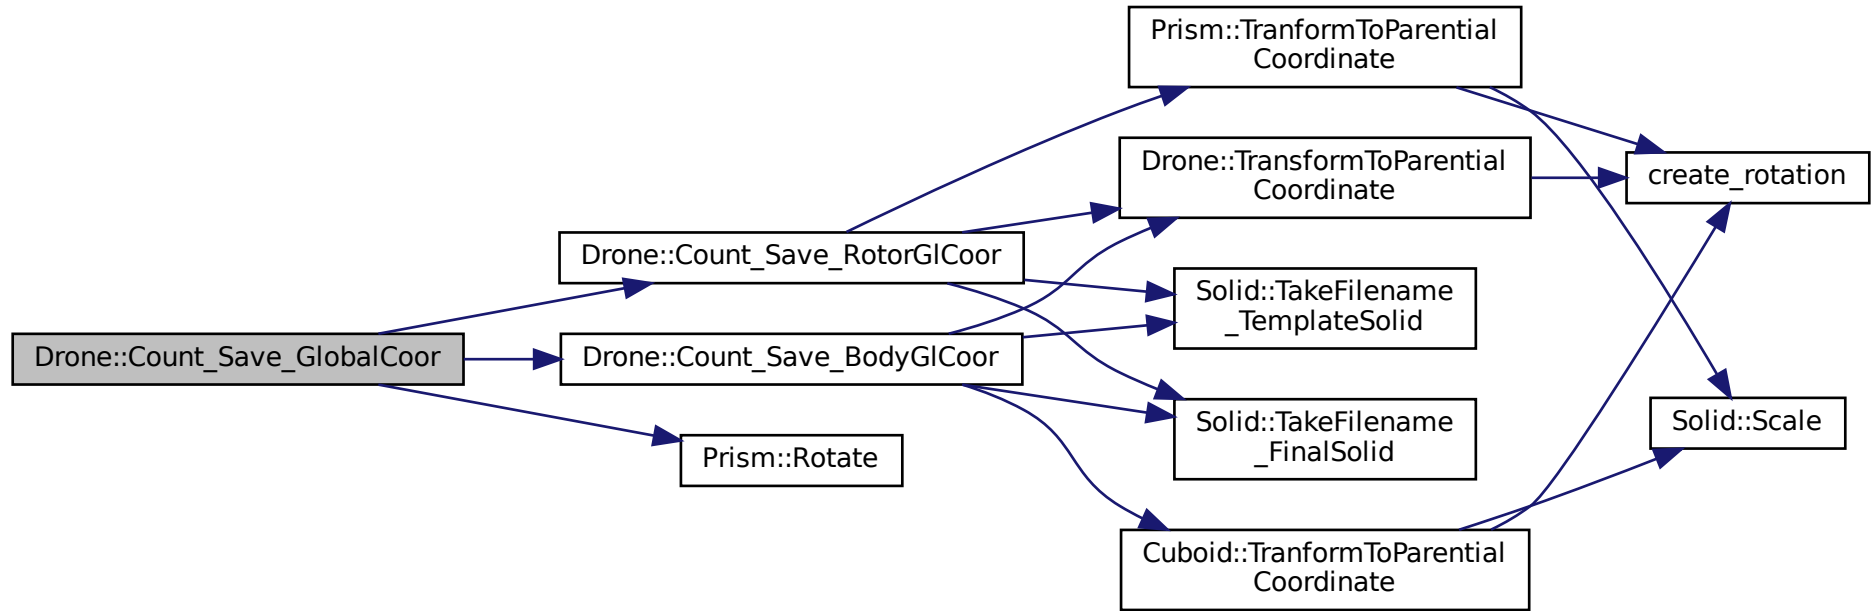 Prism::TranformToParential
Coordinate
Drone::TransformToParential
Coordinate
create_rotation
Drone::Count_Save_RotorGlCoor
Solid::TakeFilename
_TemplateSolid
Drone::Count_Save_GlobalCoor
Drone::Count_Save_BodyGlCoor
Solid::TakeFilename
_FinalSolid
Solid::Scale
Prism::Rotate
Cuboid::TranformToParential
Coordinate